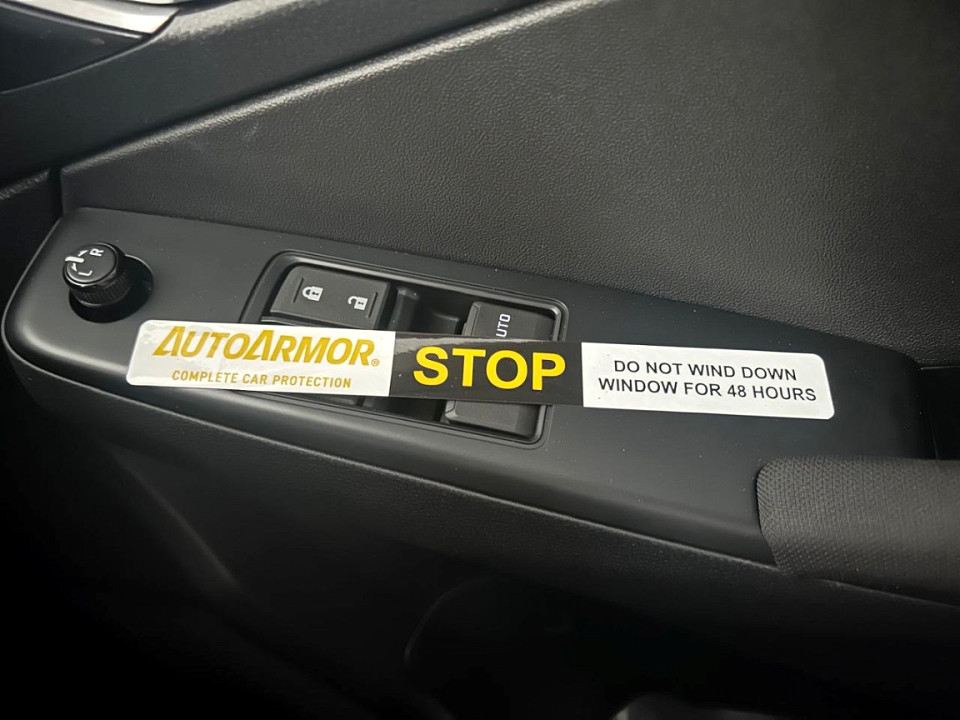 L R
AUTO
AUTOARMOR®
COMPLETE CAR PROTECTION
STOP
DO NOT WIND DOWN
WINDOW FOR 48 HOURS